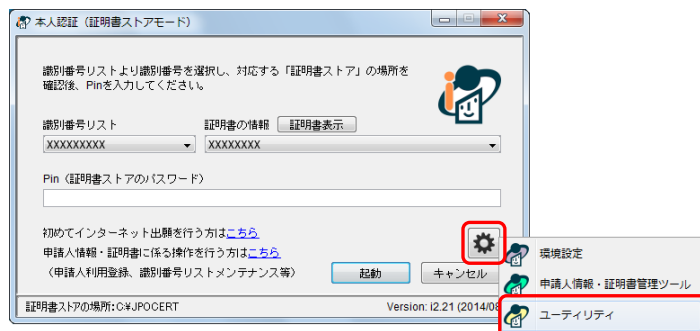 本人認証（証明書ストアモード）
識別番号リストより識別番号を選択し、対応する「証明書ストア」の場所を
確認後、Pinを入力してください。
識別番号リスト
証明書の情報 証明書表示
XXXXXXXXX
XXXXXXXX
Pin（証明書ストアのパスワード）
初めてインターネット出願を行う方はこちら
申請人情報・証明書に係る操作を行う方はこちら
（申請人利用登録、識別番号リストメンテナンス等）
起動
キャンセル
環境設定
申請人情報・証明書管理ツール
ユーティリティ
証明書ストアの場所:C:¥JPOCERT
Version: i2.21 (2014/08